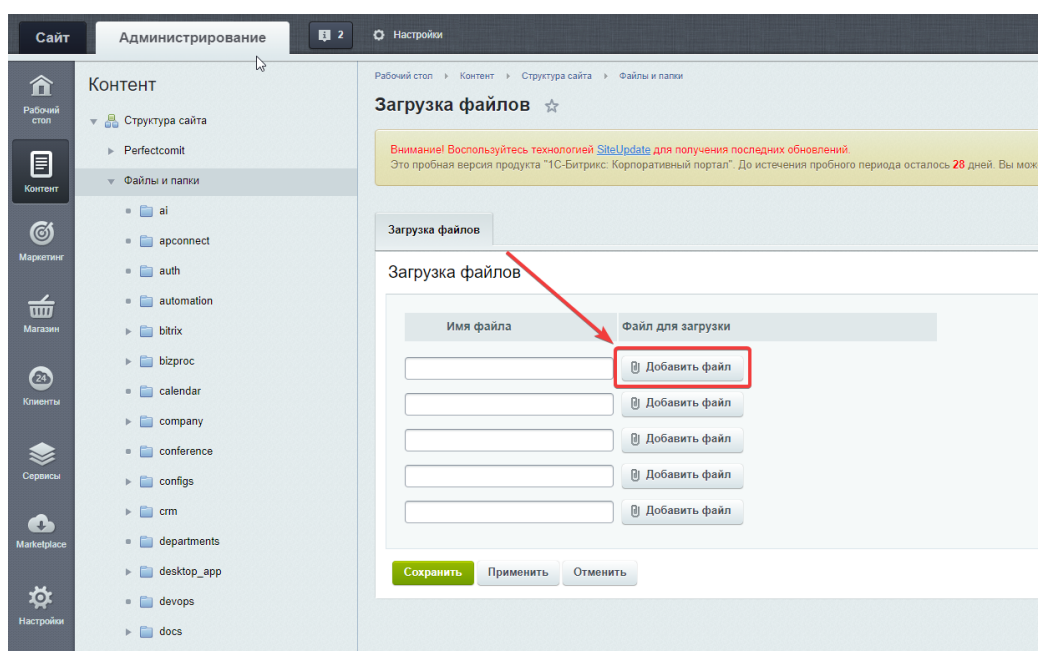 Сайт
Администрирование
2
Настройки
Рабочий стол
Контент
Маркетинг
Магазин
24
Клиенты
Сервисы
Marketplace
Настройки
Контент
Структура сайта
Perfectcomit
Файлы и папки
ai
apconnect
auth
automation
bitrix
bizproc
calendar
company
conference
configs
crm
departments
desktop_app
devops
docs
Рабочий стол Контент Структура сайта Файлы и папки
Загрузка файлов
Внимание! Воспользуйтесь технологией SiteUpdate для получения последних обновлений.
Это пробная версия продукта "1С-Битрикс: Корпоративный портал". До истечения пробного периода осталось 28 дней. Вы мож
Загрузка файлов
Загрузка файлов
Имя файла Файл для загрузки
Добавить файл
Добавить файл
Добавить файл
Добавить файл
Добавить файл
Сохранить Применить Отменить